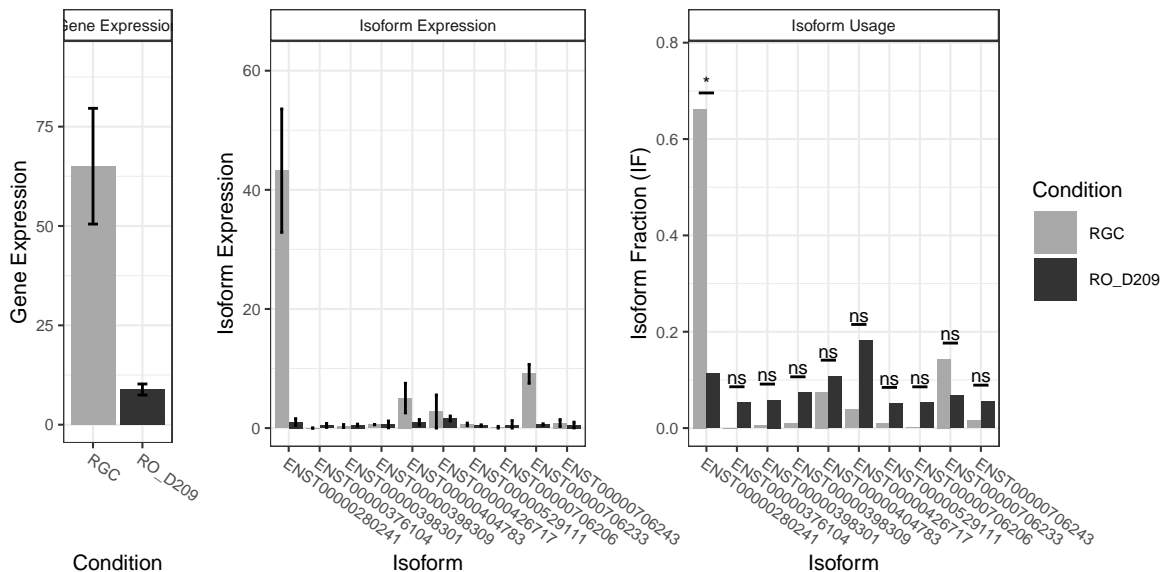 Gene Expression
Isoform Expression
Isoform Usage
Gene Expression
75
50
25
0
RGC
RO_D209
Condition
Isoform Expression
60
40
20
0
ENST00000280241
ENST00000376104
ENST00000398301
ENST00000398309
ENST00000404783
ENST00000426717
ENST00000529111
ENST00000706206
ENST00000706233
ENST00000706243
Isoform
Isoform Fraction (IF)
0.8
0.6
0.4
0.2
0.0
*
ns
ns
ns
ns
ns
ns
ns
ns
ns
ENST00000280241
ENST00000376104
ENST00000398301
ENST00000398309
ENST00000404783
ENST00000426717
ENST00000529111
ENST00000706206
ENST00000706233
ENST00000706243
Isoform
Condition
RGC
RO_D209